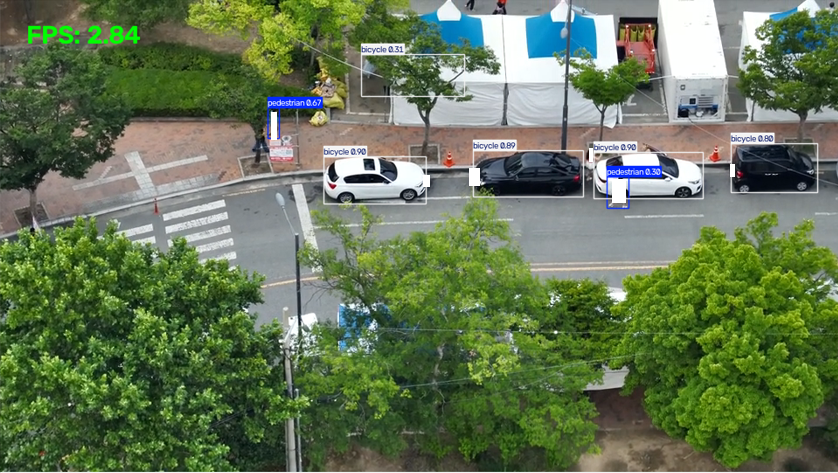 FPS: 2.84
bicycle 0.31
pedestrian 0.67
bicycle 0.90
bicycle 0.89
bicycle 0.90
bicycle 0.80
pedestrian 0.30